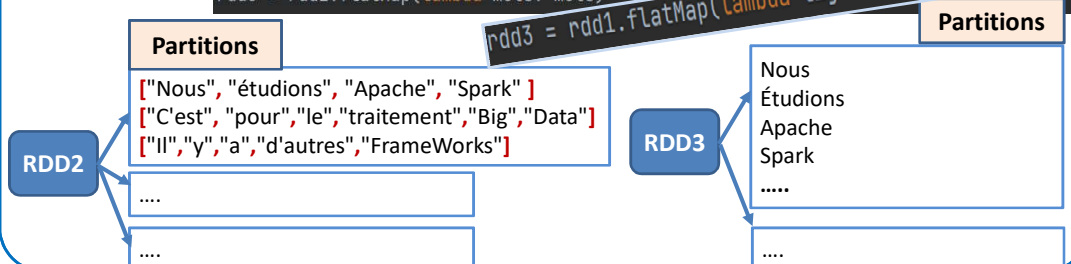 rdd3 = rdd1.flatMap(lambda
Partitions
["Nous", "étudions", "Apache", "Spark" ]
["C'est", "pour","le","traitement","Big","Data"]
["Il","y","a","d'autres","FrameWorks"]
RDD2
....
....
Partitions
Nous
Études
Apache
Spark
…..
RDD3
....